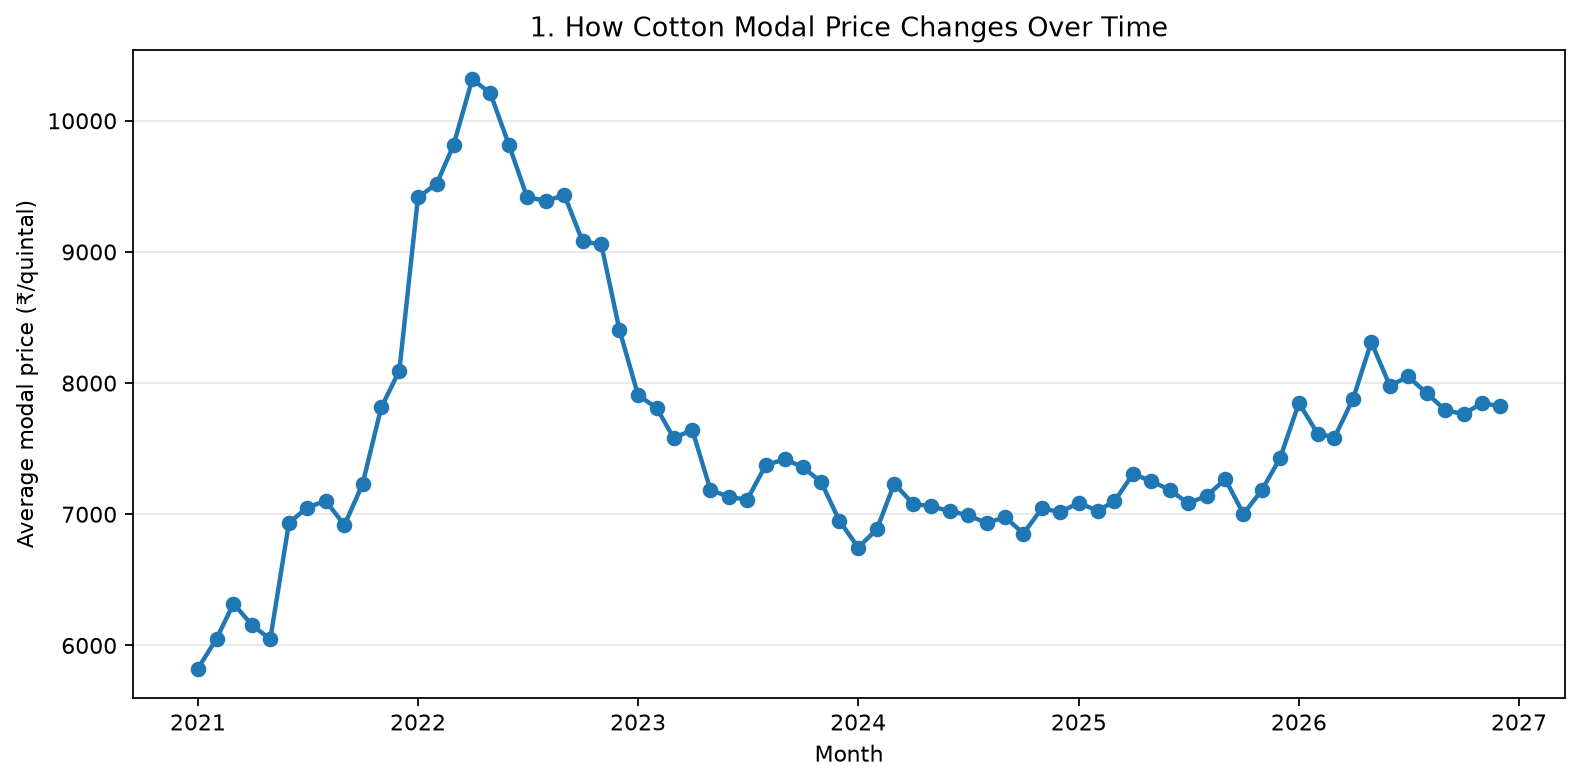 1. How Cotton Modal Price Changes Over Time
Average modal price (₹/quintal)
10000
9000
8000
7000
6000
2021 2022 2023 2024 2025 2026 2027
Month